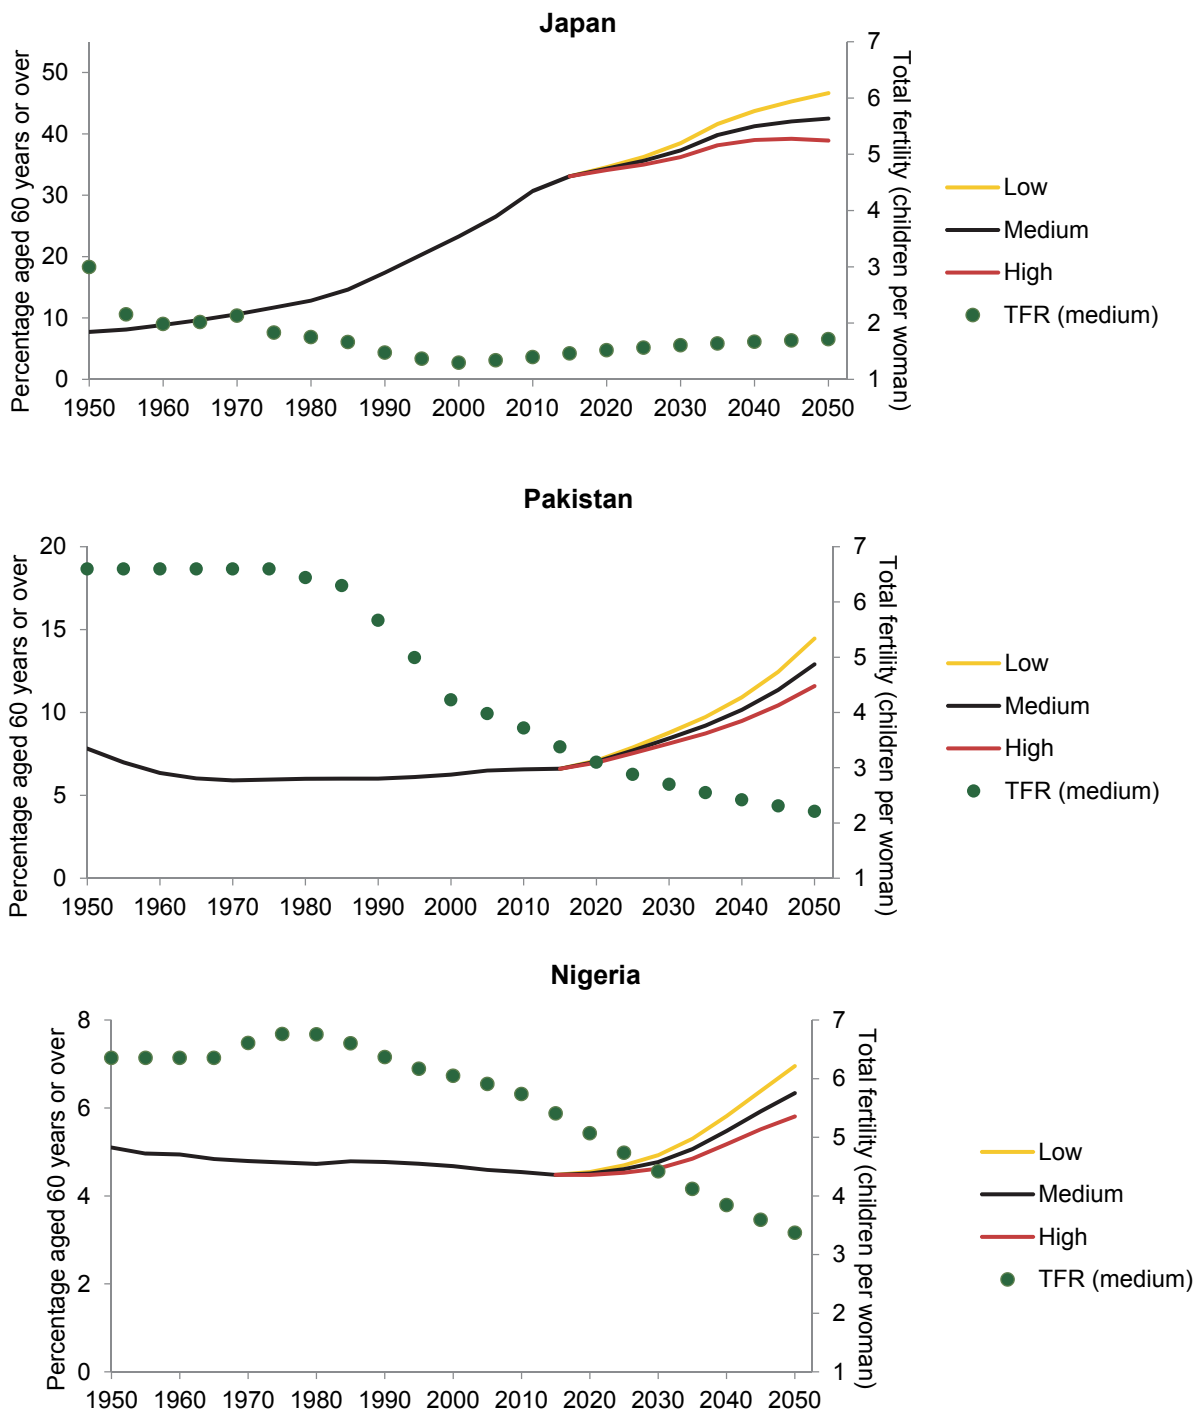 Japan
Percentage aged 60 years or over
50
40
30
20
10
0
7
6
5
4
3
2
1
Total fertility (children per woman)
1950 1960 1970 1980 1990 2000 2010 2020 2030 2040 2050
Low
Medium
High
TFR (medium)
Pakistan
Percentage aged 60 years or over
20
15
10
5
0
7
6
5
4
3
2
1
Total fertility (children per woman)
1950 1960 1970 1980 1990 2000 2010 2020 2030 2040 2050
Low
Medium
High
TFR (medium)
Nigeria
Percentage aged 60 years or over
8
6
4
2
0
7
6
5
4
3
2
1
Total fertility (children per woman)
1950 1960 1970 1980 1990 2000 2010 2020 2030 2040 2050
Low
Medium
High
TFR (medium)